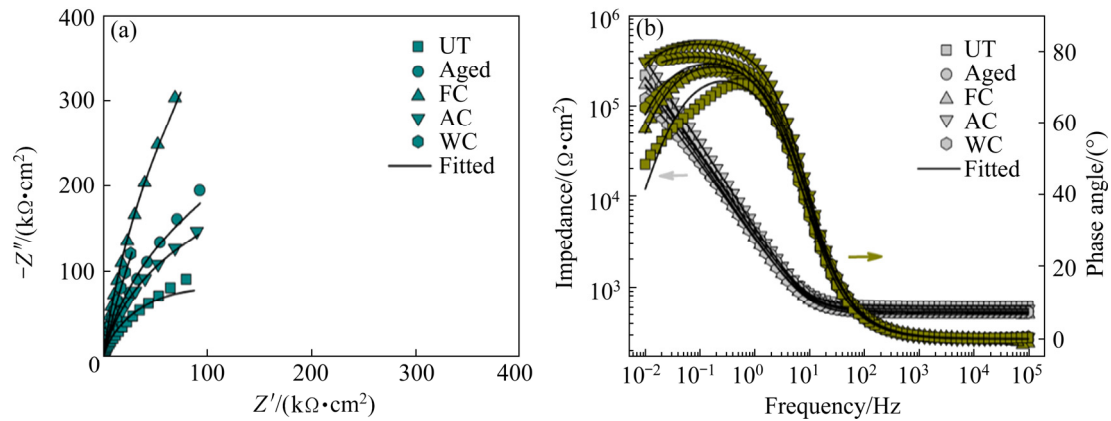 (a)
400
300
200
100
0
100
200
300
400
−Z″/(kΩ•cm²)
Z′/(kΩ•cm²)
UT
Aged
FC
AC
WC
Fitted
(b)
10⁶
10⁵
10⁴
10³
Impedance/(Ω•cm²)
10⁻² 10⁻¹ 10⁰ 10¹ 10² 10³ 10⁴ 10⁵
Frequency/Hz
80
60
40
20
0
Phase angle/(°)
UT
Aged
FC
AC
WC
Fitted